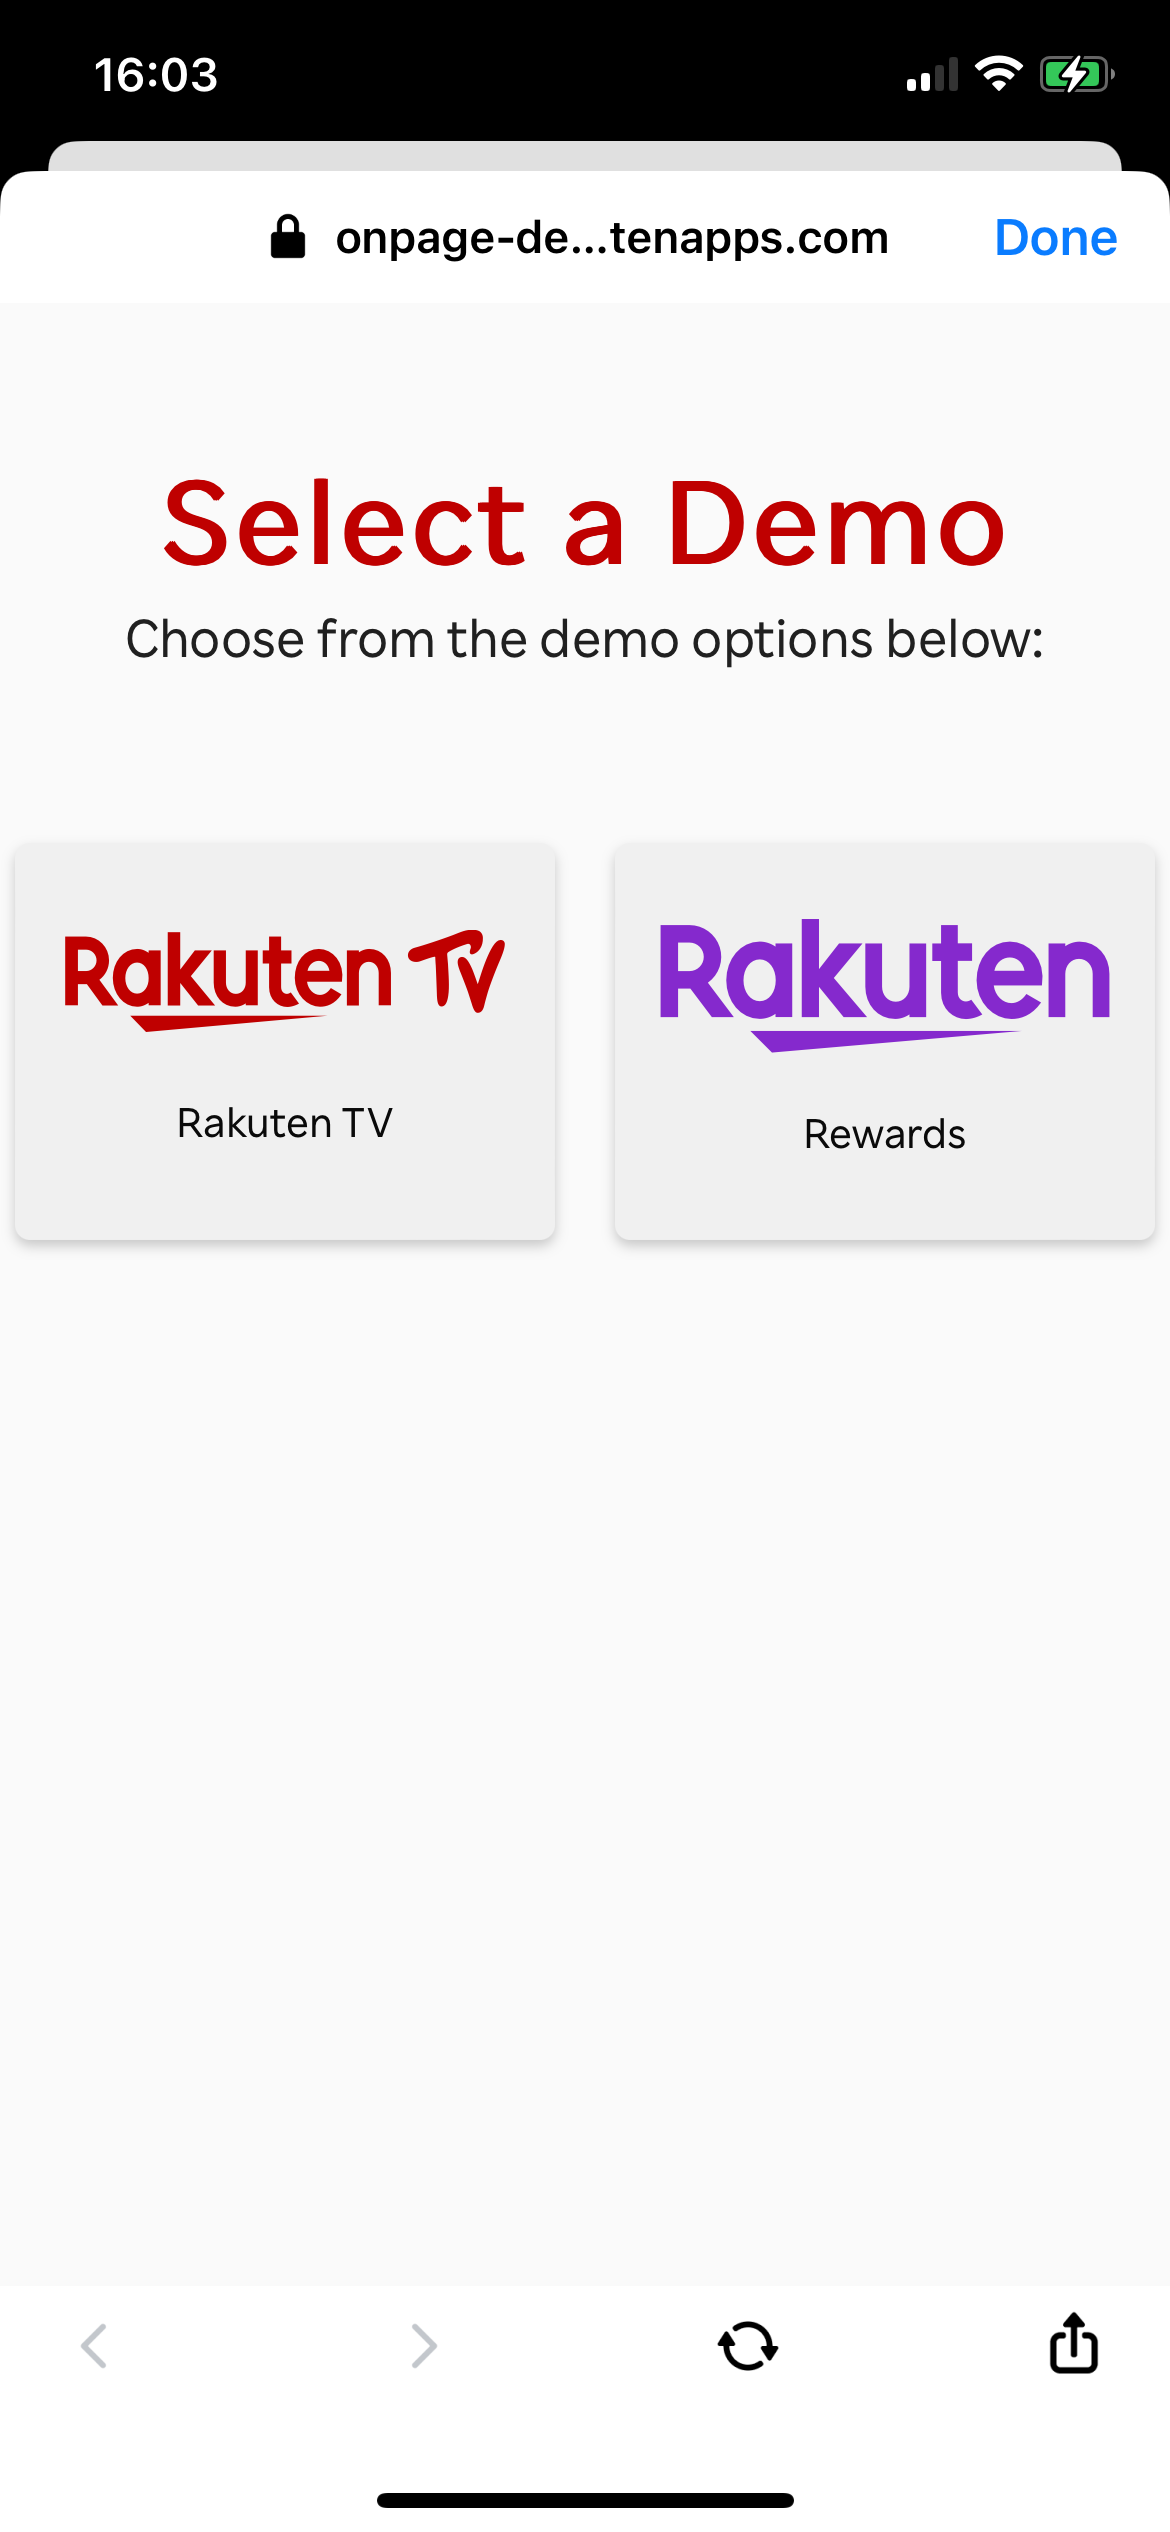 16:03
onpage-de...tenapps.com
Done
Select a Demo
Choose from the demo options below:
Rakuten TV
Rakuten TV
Rakuten
Rewards